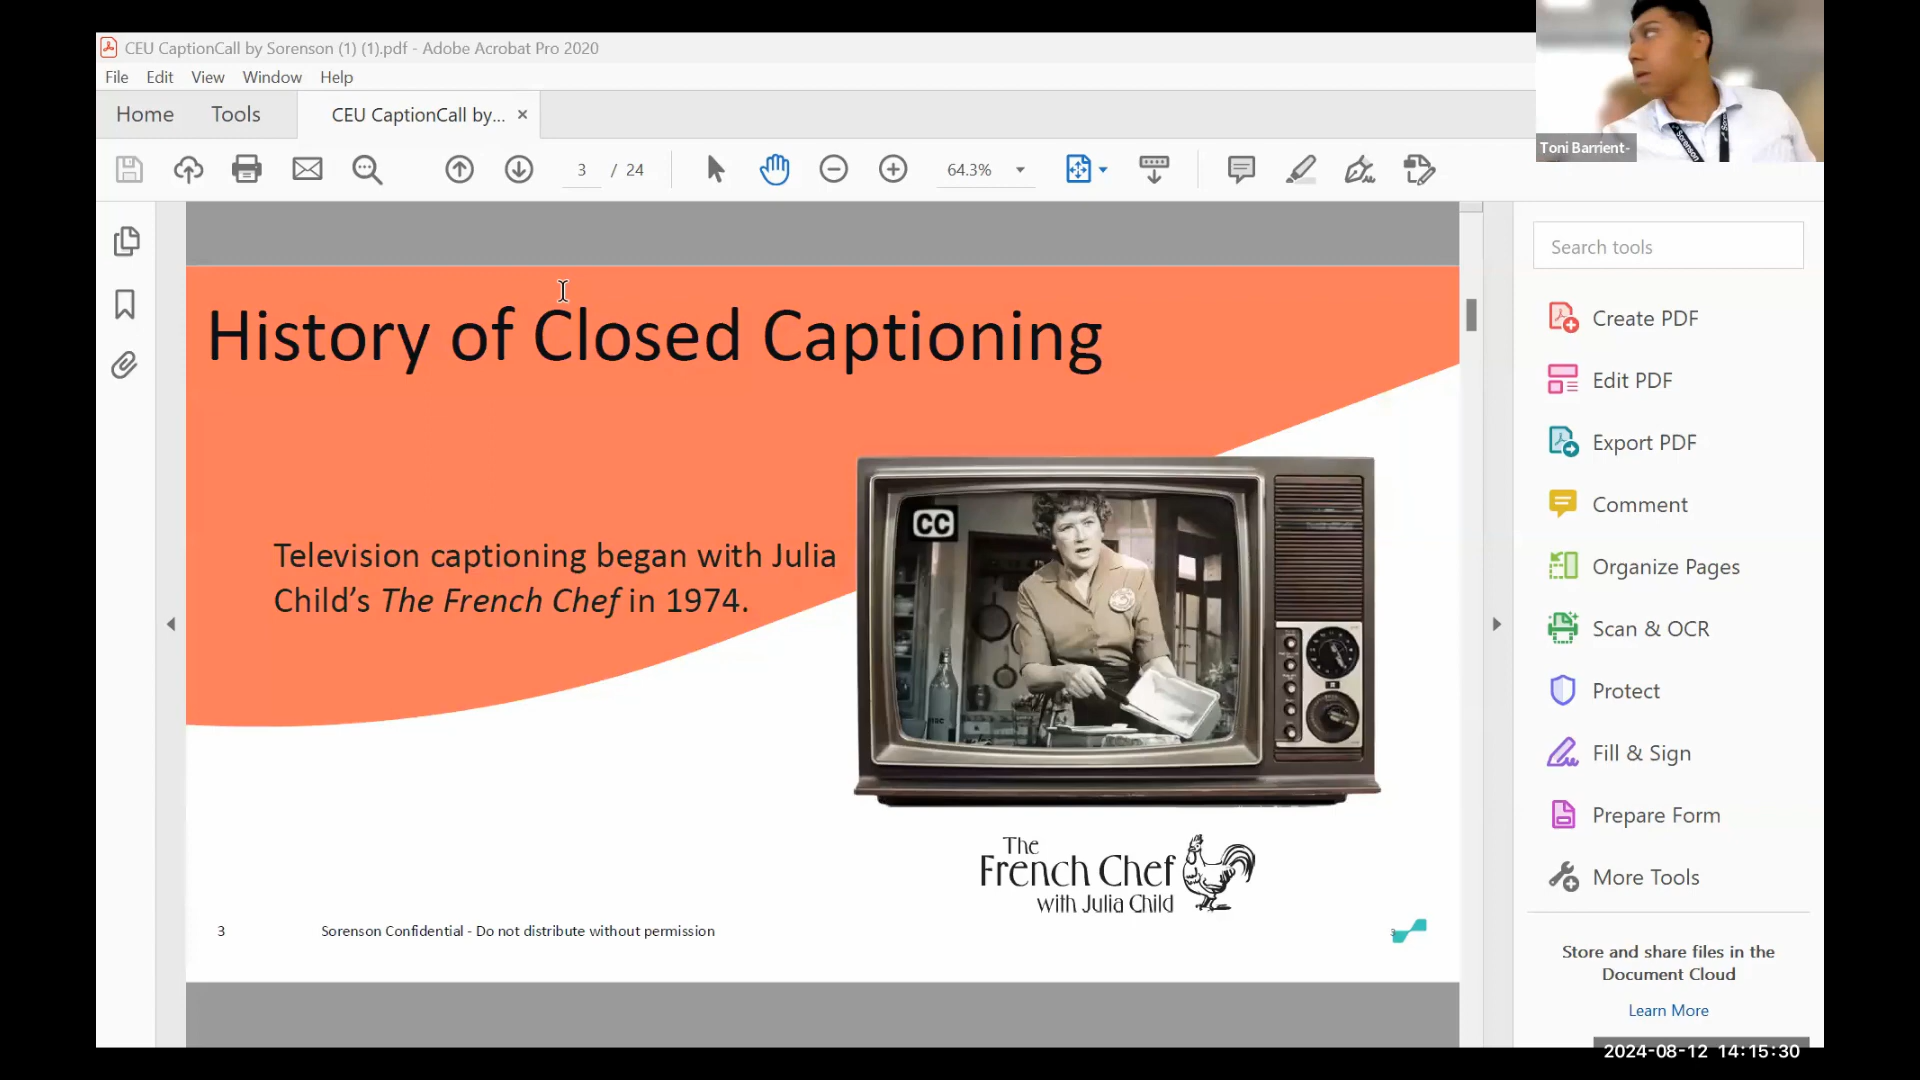 CEU CaptionCall by Sorenson (1) (1).pdf - Adobe Acrobat Pro 2020
File Edit View Window Help
Home Tools CEU CaptionCall by... ×
3 / 24 64.3%
Toni Barrient-
Search tools
Create PDF
Edit PDF
Export PDF
Comment
Organize Pages
Scan & OCR
Protect
Fill & Sign
Prepare Form
More Tools
Store and share files in the
Document Cloud
Learn More
History of Closed Captioning
Television captioning began with Julia
Child’s The French Chef in 1974.
CC
The
French Chef
with Julia Child
3 Sorenson Confidential - Do not distribute without permission 3
2024-08-12 14:15:30